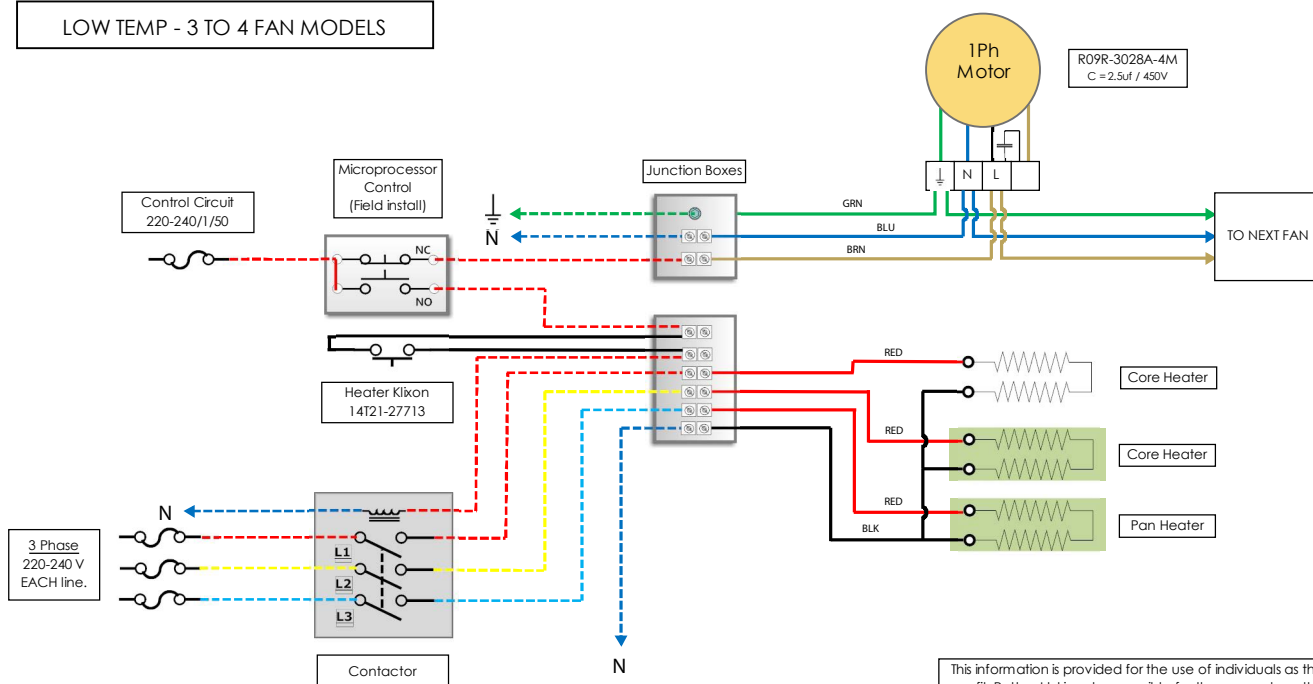 LOW TEMP - 3 TO 4 FAN MODELS
1Ph
Motor
R09R-3028A-4M
C = 2.5uf / 450V
Microprocessor
Control
(Field install)
Junction Boxes
Control Circuit
220-240/1/50
N
L
GRN
N
BLU
BRN
TO NEXT FAN
NC
NO
Heater Klixon
14T21-27713
RED
Core Heater
RED
Core Heater
RED
Pan Heater
BLK
N
3 Phase
220-240 V
EACH line.
L1
L2
L3
Contactor
N
This information is provided for the use of individuals as th